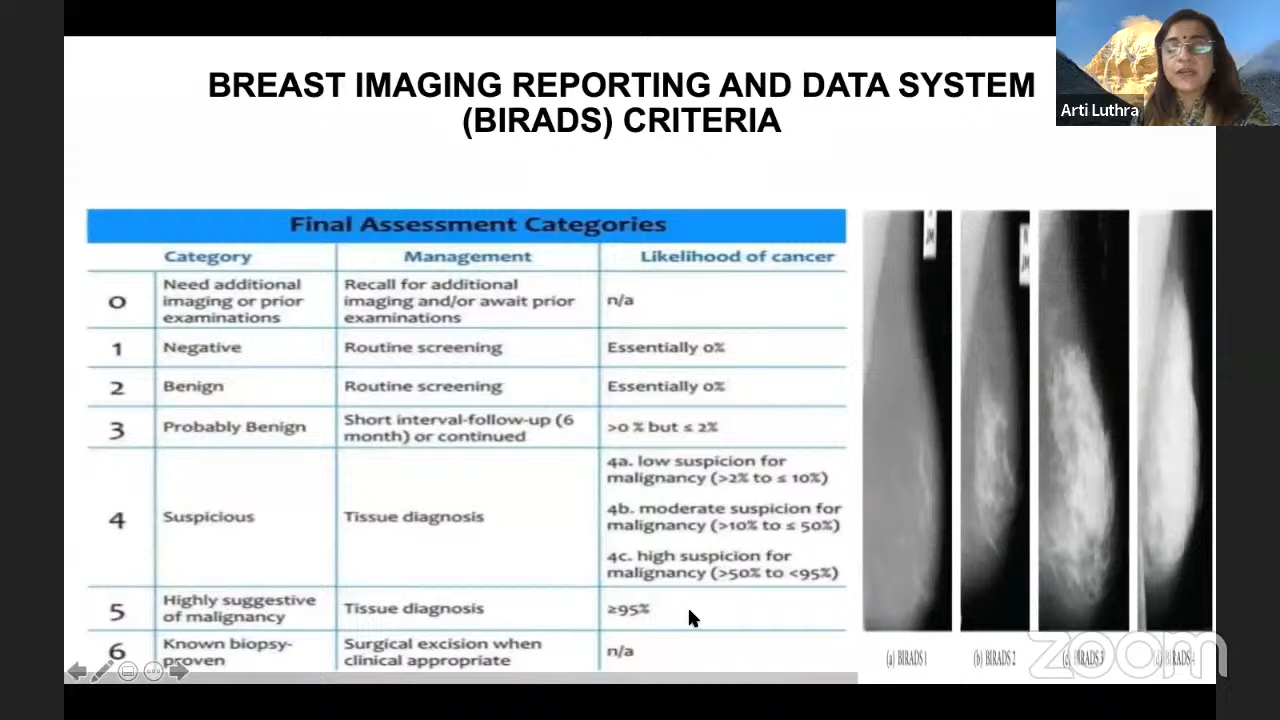 BREAST IMAGING REPORTING AND DATA SYSTEM
(BIRADS) CRITERIA
Arti Luthra
Final Assessment Categories
Category Management Likelihood of cancer
0 Need additional imaging or prior examinations Recall for additional imaging and/or await prior examinations n/a
1 Negative Routine screening Essentially 0%
2 Benign Routine screening Essentially 0%
3 Probably Benign Short interval-follow-up (6 month) or continued >0 % but ≤ 2%
4 Suspicious Tissue diagnosis 4a. low suspicion for malignancy (>2% to ≤ 10%)
4b. moderate suspicion for malignancy (>10% to ≤ 50%)
4c. high suspicion for malignancy (>50% to <95%)
5 Highly suggestive of malignancy Tissue diagnosis ≥95%
6 Known biopsy-proven Surgical excision when clinical appropriate n/a
(a) BIRADS 1 (b) BIRADS 2 (c) BIRADS 3 (d) BIRADS 4
zoom